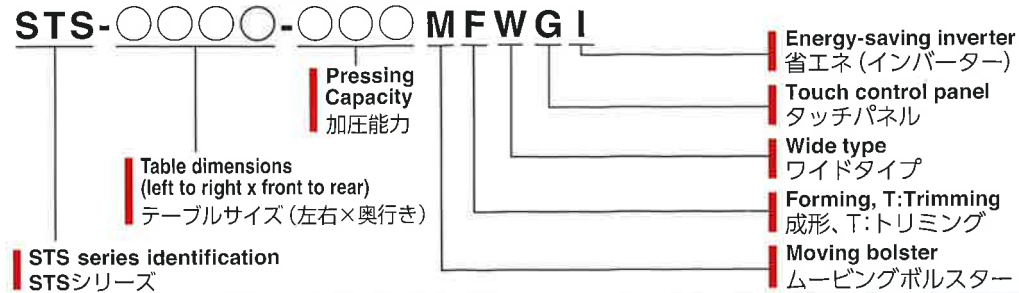 STS-○○○○-○○○ M F W G I
Energy-saving inverter
省エネ（インバーター）
Pressing
Capacity
加圧能力
Touch control panel
タッチパネル
Wide type
ワイドタイプ
Table dimensions
(left to right x front to rear)
テーブルサイズ（左右×奥行き）
Forming, T:Trimming
成形、T:トリミング
STS series identification
STSシリーズ
Moving bolster
ムービングボルスター